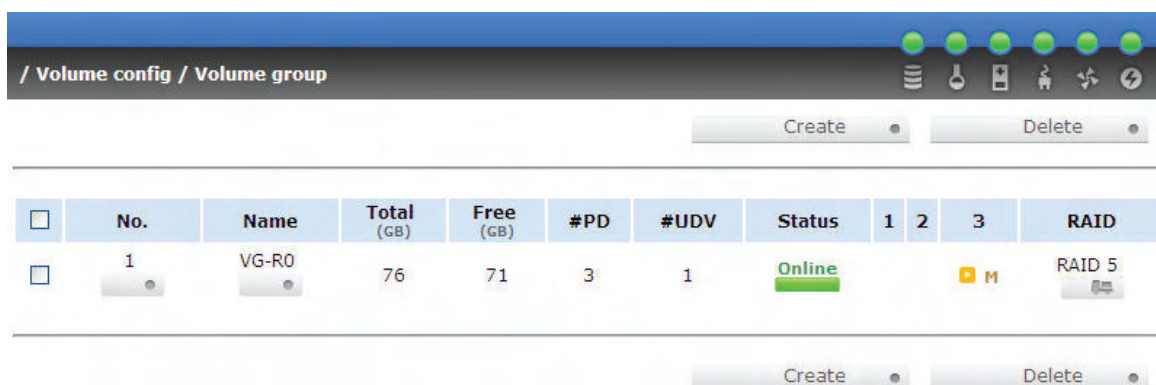 / Volume config / Volume group
Create Delete
No. Name Total (GB) Free (GB) #PD #UDV Status 1 2 3 RAID
1 VG-R0 76 71 3 1 Online M RAID 5
Create Delete